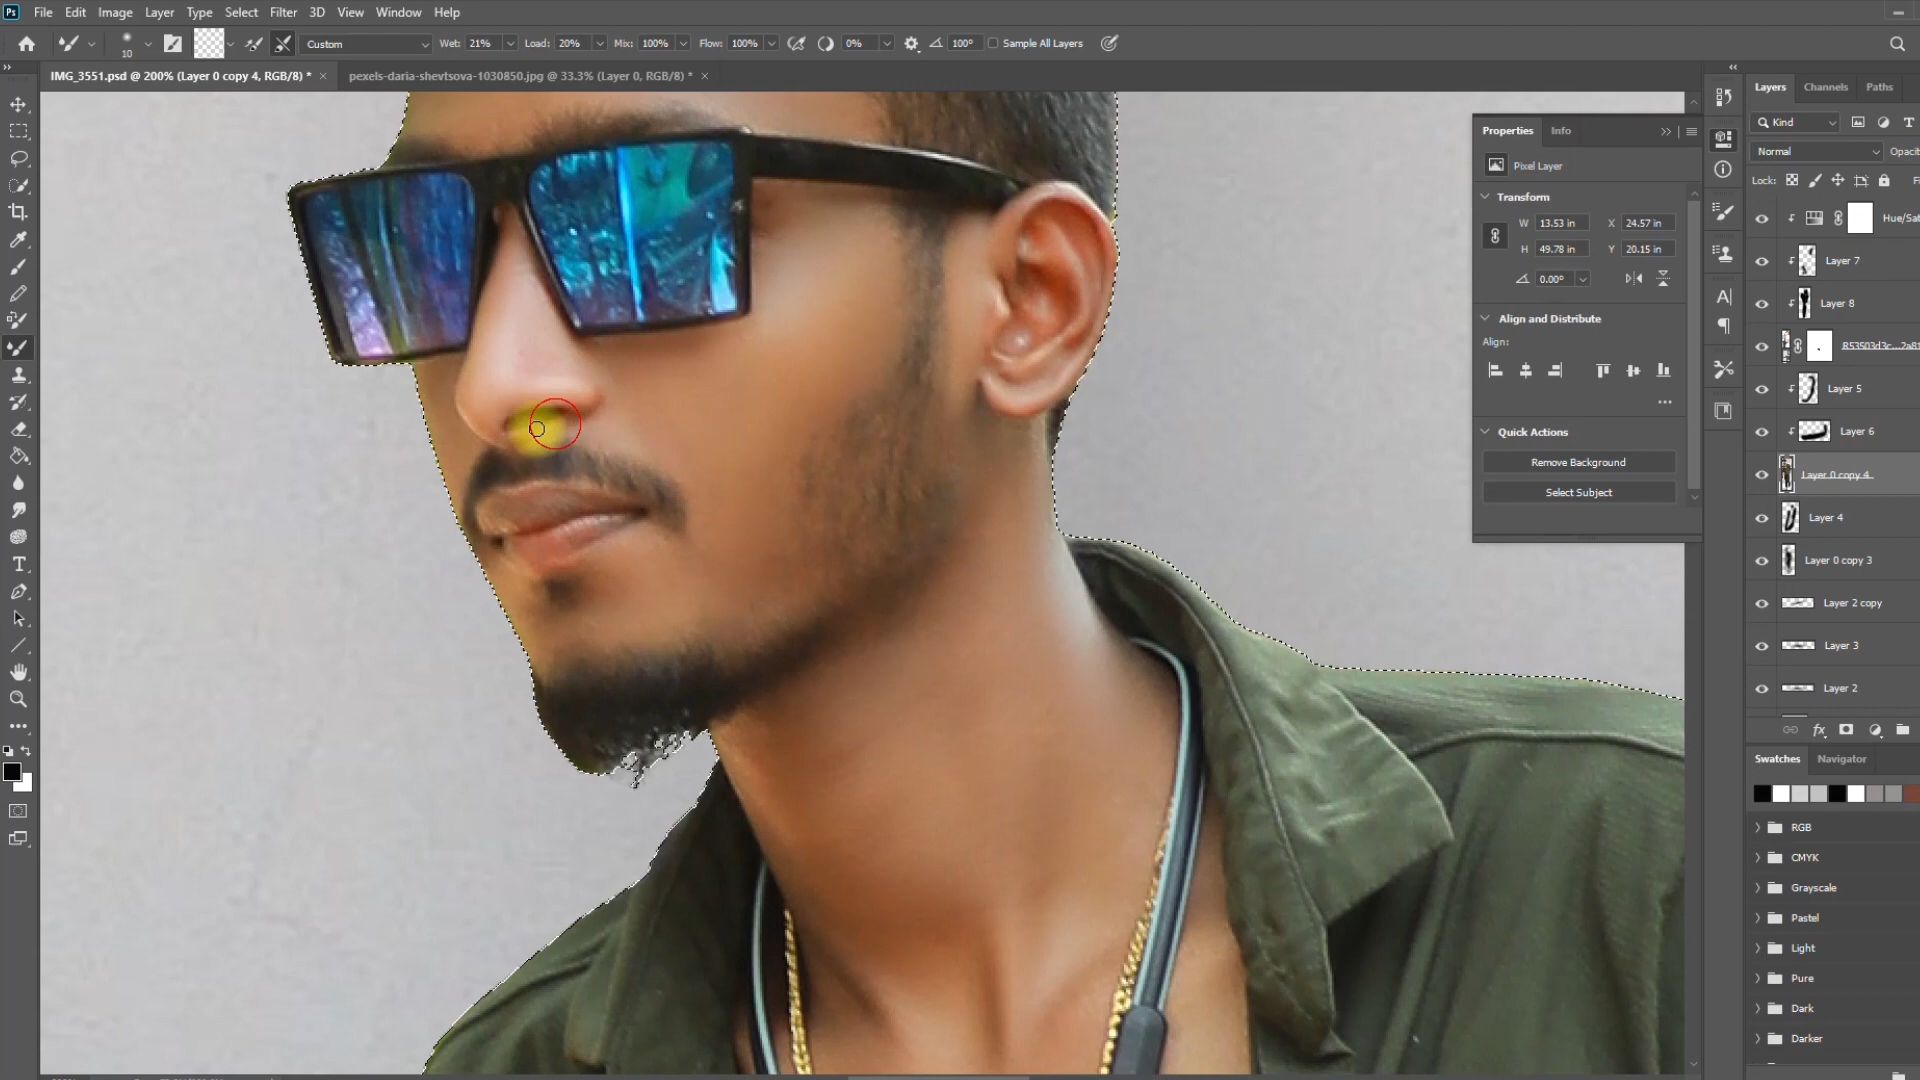 Ps File Edit Image Layer Type Select Filter 3D View Window Help
10 Custom Wet: 21% Load: 20% Mix: 100% Flow: 100% 0% 100° Sample All Layers
IMG_3551.psd @ 200% (Layer 0 copy 4, RGB/8) * × pexels-daria-shevtsova-1030850.jpg @ 33.3% (Layer 0, RGB/8) * ×
Properties Info
Pixel Layer
Transform
W 13.53 in X 24.57 in
H 49.78 in Y 20.15 in
0.00°
Align and Distribute
Align:
Quick Actions
Remove Background
Select Subject
Layers Channels Paths
Kind
Normal Opacit
Lock: Fi
Hue/Sat
Layer 7
Layer 8
R53503d3c...2a81
Layer 5
Layer 6
Layer 0 copy 4
Layer 4
Layer 0 copy 3
Layer 2 copy
Layer 3
Layer 2
fx
Swatches Navigator
RGB
CMYK
Grayscale
Pastel
Light
Pure
Dark
Darker